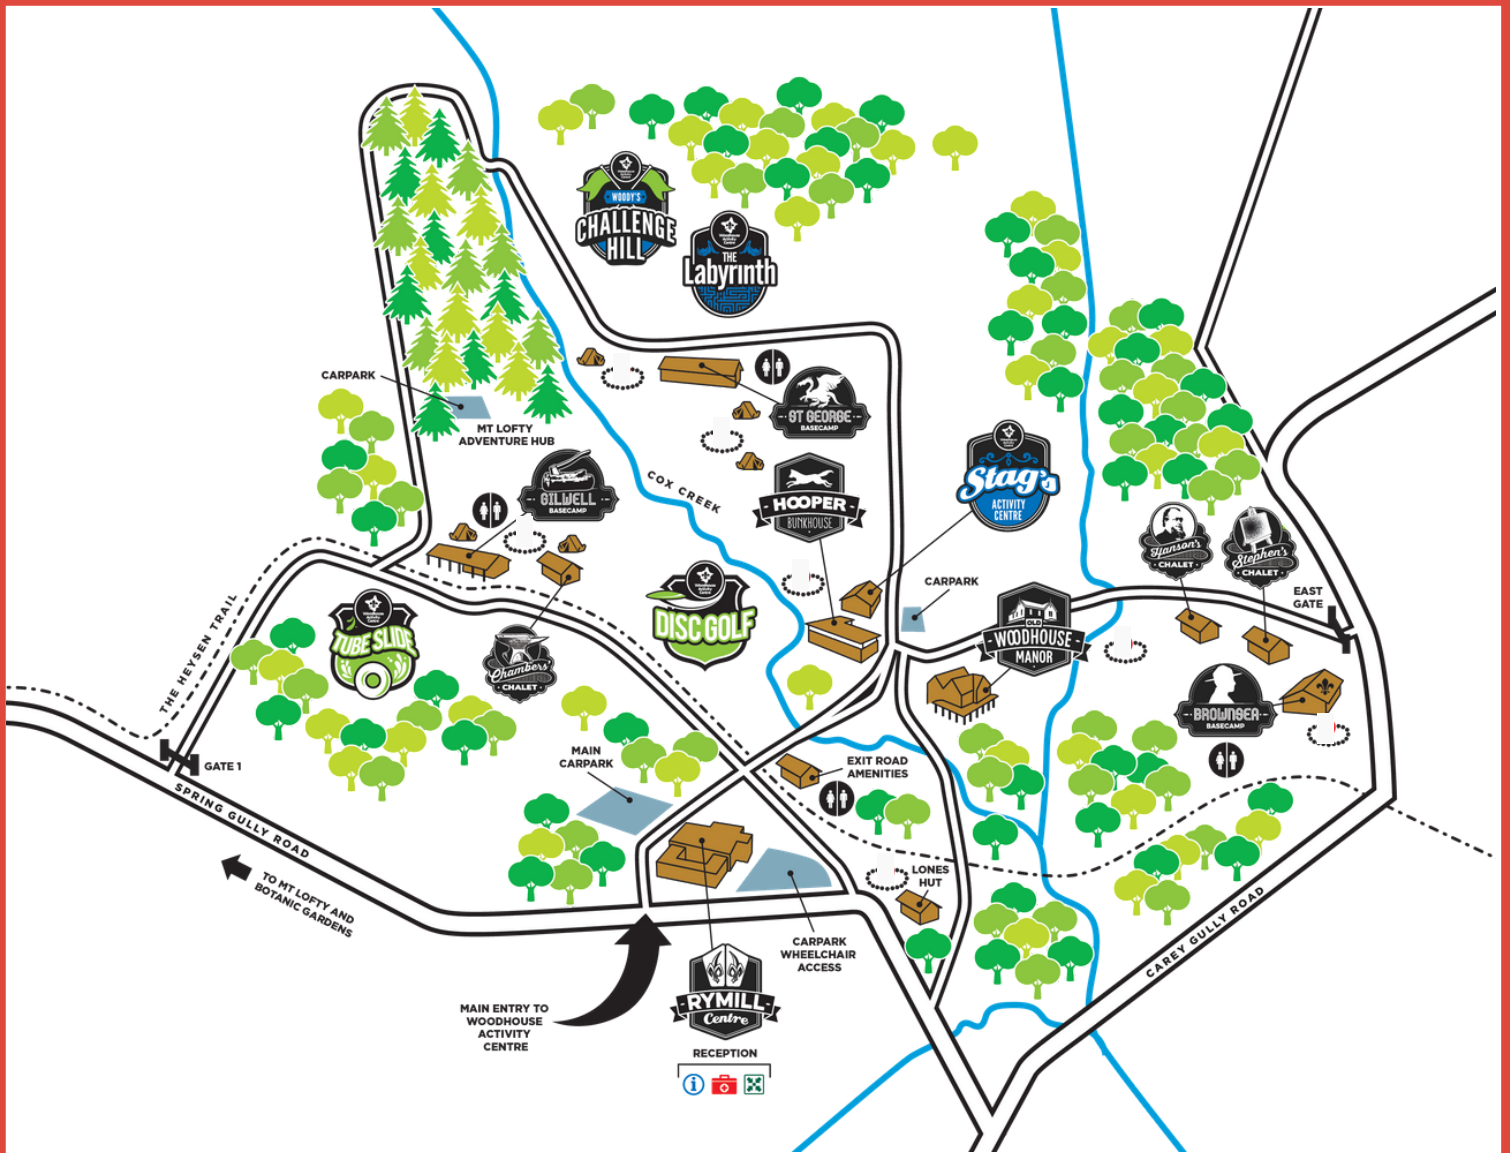 WOODY'S
CHALLENGE
HILL
THE
Labyrinth
CARPARK
MT LOFTY
ADVENTURE HUB
ST GEORGE
BASECAMP
GILWELL
BASECAMP
COX CREEK
HOOPER
BUNKHOUSE
Stag's
ACTIVITY
CENTRE
Hanson's
CHALET
Stephen's
CHALET
EAST
GATE
CARPARK
OLD
WOODHOUSE
MANOR
DISC GOLF
TUBE SLIDE
Chambers'
CHALET
THE HEYSEN TRAIL
BROWNSEA
BASECAMP
GATE 1
MAIN
CARPARK
EXIT ROAD
AMENITIES
SPRING GULLY ROAD
TO MT LOFTY AND
BOTANIC GARDENS
LONES
HUT
CARPARK
WHEELCHAIR
ACCESS
CAREY GULLY ROAD
MAIN ENTRY TO
WOODHOUSE
ACTIVITY
CENTRE
RYMILL
Centre
RECEPTION